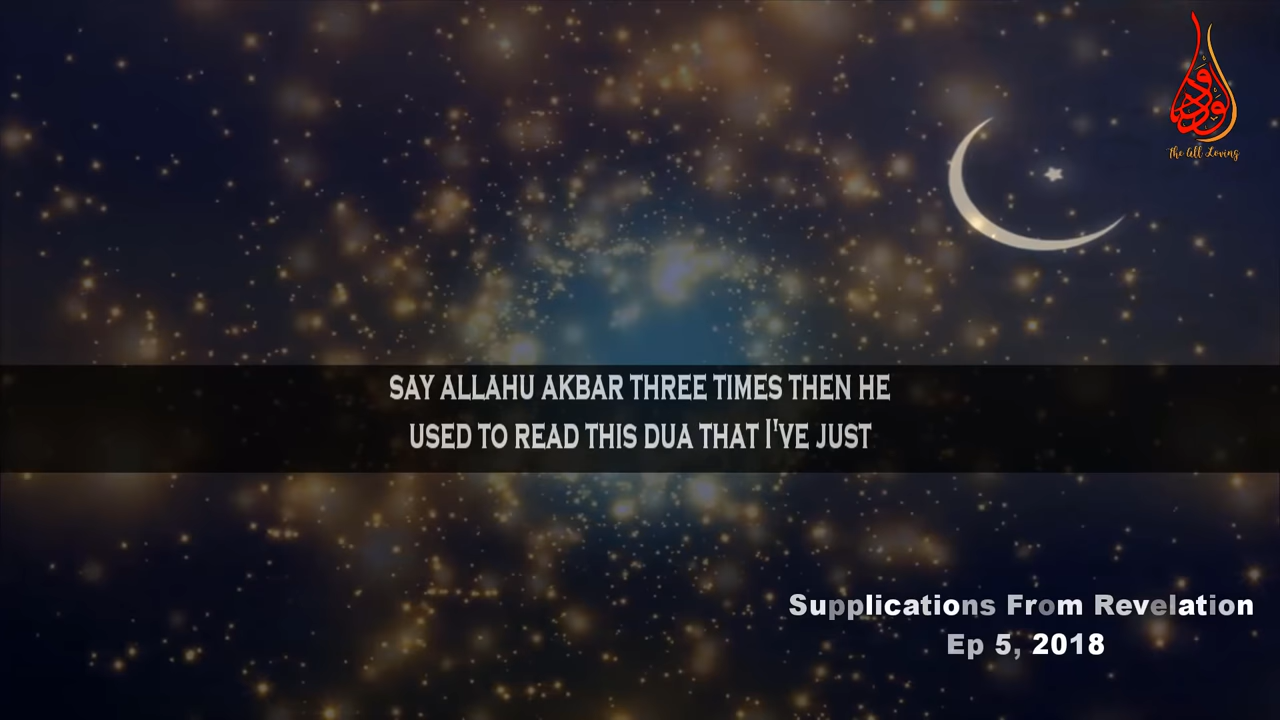 الودود
The All Loving
SAY ALLAHU AKBAR THREE TIMES THEN HE
USED TO READ THIS DUA THAT I'VE JUST
Supplications From Revelation
Ep 5, 2018